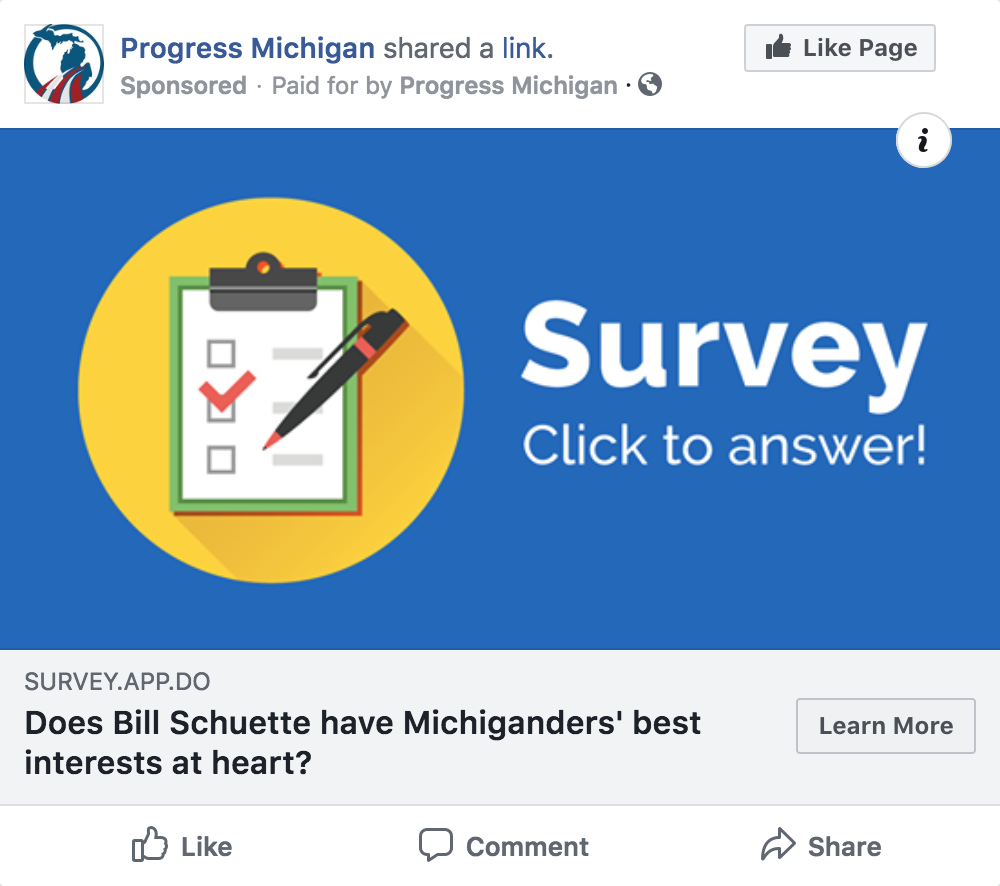 Progress Michigan shared a link.
Like Page
Sponsored · Paid for by Progress Michigan ·
i
Survey
Click to answer!
SURVEY.APP.DO
Does Bill Schuette have Michiganders' best
interests at heart?
Learn More
Like
Comment
Share